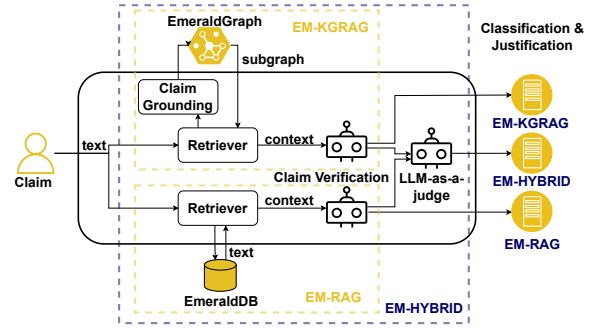 EmeraldGraph
EM-KGRAG
Classification &
Justification
subgraph
Claim
Grounding
EM-KGRAG
text
Retriever
context
Claim
Claim Verification
LLM-as-a-
judge
EM-HYBRID
Retriever
context
EM-RAG
text
EmeraldDB
EM-RAG
EM-HYBRID